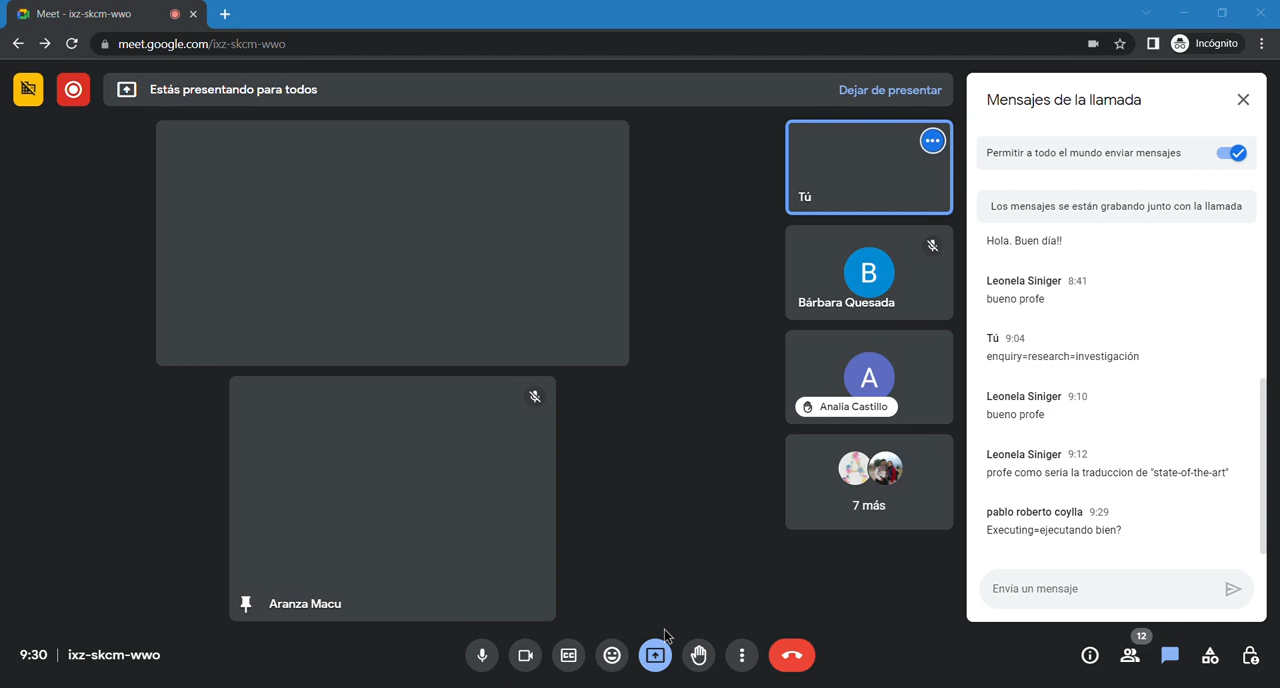 Meet - ixz-skcm-wwo
meet.google.com/ixz-skcm-wwo
Incógnito
Estás presentando para todos
Dejar de presentar
Tú
B
Bárbara Quesada
A
Analia Castillo
7 más
Aranza Macu
Mensajes de la llamada
Permitir a todo el mundo enviar mensajes
Los mensajes se están grabando junto con la llamada
Hola. Buen día!!
Leonela Siniger 8:41
bueno profe
Tú 9:04
enquiry=research=investigación
Leonela Siniger 9:10
bueno profe
Leonela Siniger 9:12
profe como seria la traduccion de "state-of-the-art"
pablo roberto coylla 9:29
Executing=ejecutando bien?
Envía un mensaje
9:30 | ixz-skcm-wwo
12